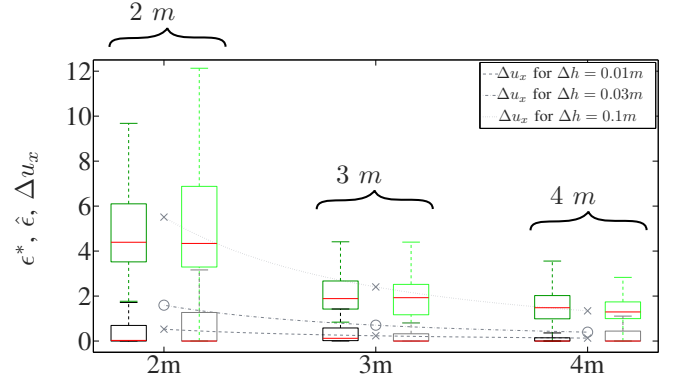 2 m
12
10
8
6
4
2
0
ϵ*, ϵ̂, Δu_x
Δu_x for Δh = 0.01m
Δu_x for Δh = 0.03m
Δu_x for Δh = 0.1m
3 m
4 m
2m
3m
4m